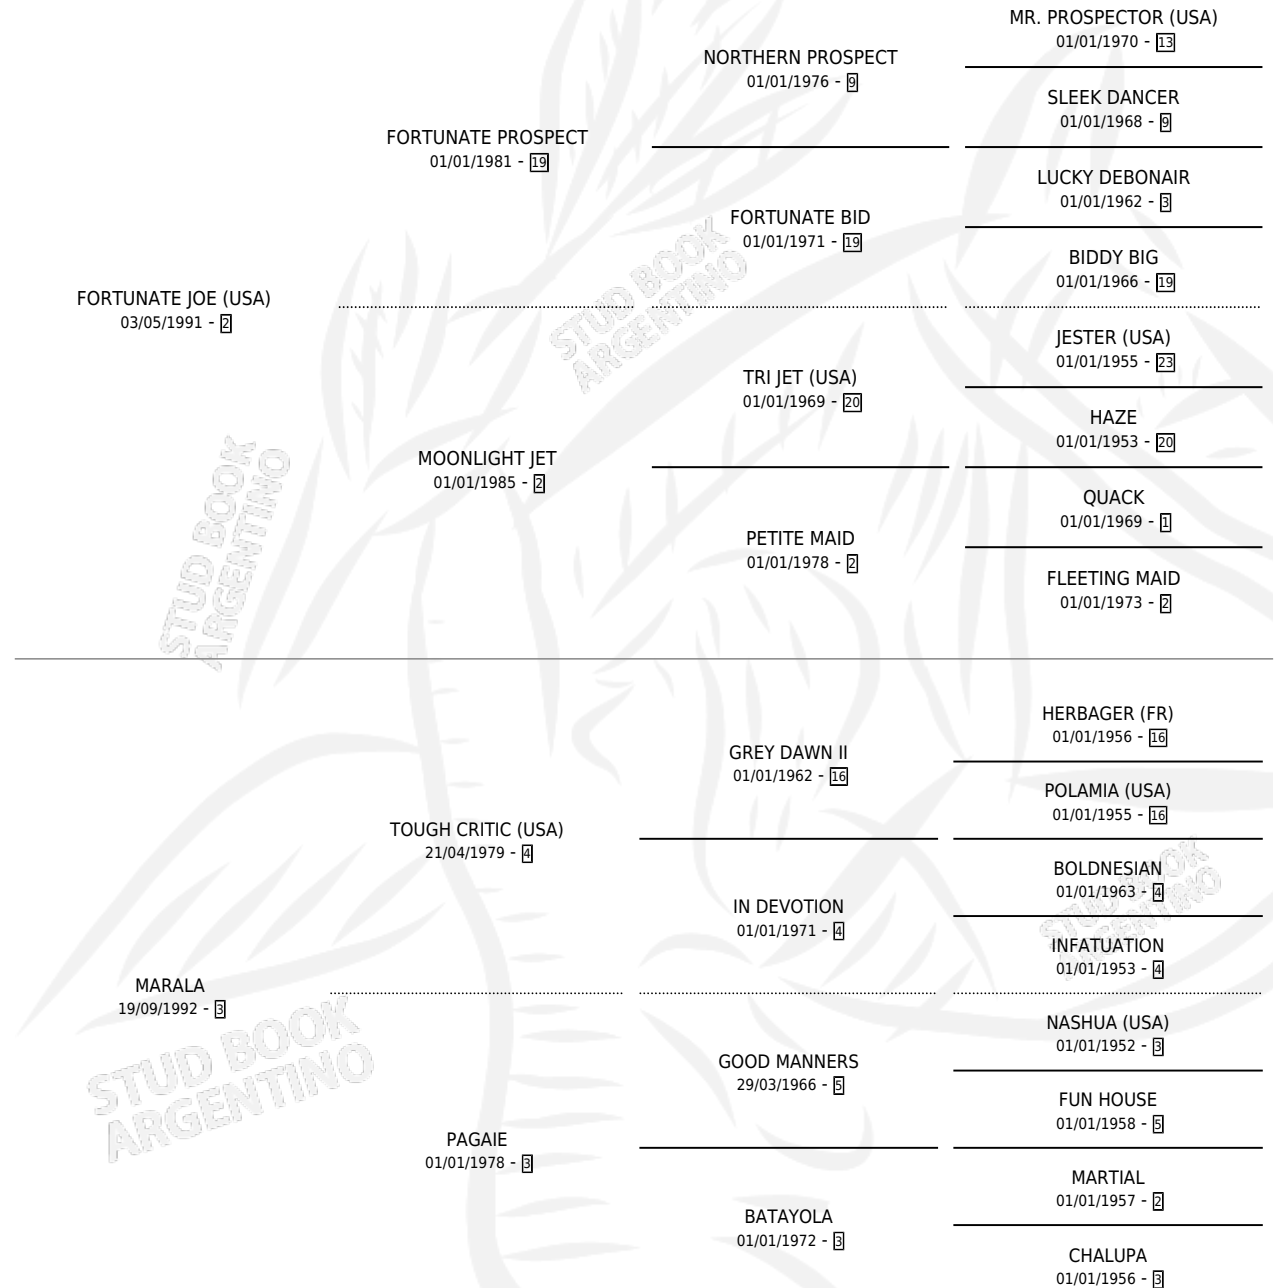 MR. PROSPECTOR (USA)
01/01/1970 - 13
NORTHERN PROSPECT
01/01/1976 - 9
SLEEK DANCER
01/01/1968 - 9
FORTUNATE PROSPECT
01/01/1981 - 19
LUCKY DEBONAIR
01/01/1962 - 3
FORTUNATE BID
01/01/1971 - 19
BIDDY BIG
01/01/1966 - 19
FORTUNATE JOE (USA)
03/05/1991 - 2
STUD BOOK
ARGENTINO
JESTER (USA)
01/01/1955 - 23
TRI JET (USA)
01/01/1969 - 20
HAZE
01/01/1953 - 20
MOONLIGHT JET
01/01/1985 - 2
QUACK
01/01/1969 - 1
PETITE MAID
01/01/1978 - 2
FLEETING MAID
01/01/1973 - 2
STUD BOOK
ARGENTINO
HERBAGER (FR)
01/01/1956 - 16
GREY DAWN II
01/01/1962 - 16
POLAMIA (USA)
01/01/1955 - 16
TOUGH CRITIC (USA)
21/04/1979 - 4
BOLDNESIAN
01/01/1963 - 4
IN DEVOTION
01/01/1971 - 4
INFATUATION
01/01/1953 - 4
STUD BOOK
ARGENTINO
MARALA
19/09/1992 - 3
NASHUA (USA)
01/01/1952 - 3
GOOD MANNERS
29/03/1966 - 5
FUN HOUSE
01/01/1958 - 5
STUD BOOK
ARGENTINO
PAGAIE
01/01/1978 - 3
MARTIAL
01/01/1957 - 2
BATAYOLA
01/01/1972 - 3
CHALUPA
01/01/1956 - 3